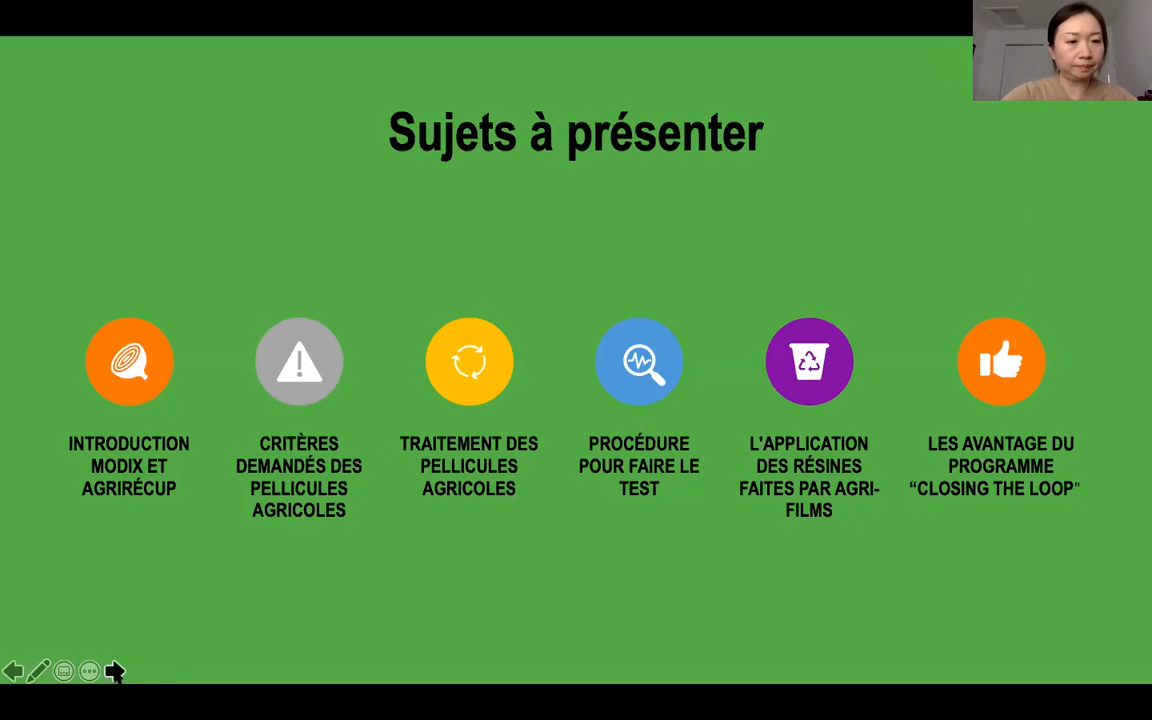 Sujets à présenter
INTRODUCTION
MODIX ET
AGRIRÉCUP
CRITÈRES
DEMANDÉS DES
PELLICULES
AGRICOLES
TRAITEMENT DES
PELLICULES
AGRICOLES
PROCÉDURE
POUR FAIRE LE
TEST
L'APPLICATION
DES RÉSINES
FAITES PAR AGRI-
FILMS
LES AVANTAGE DU
PROGRAMME
“CLOSING THE LOOP”